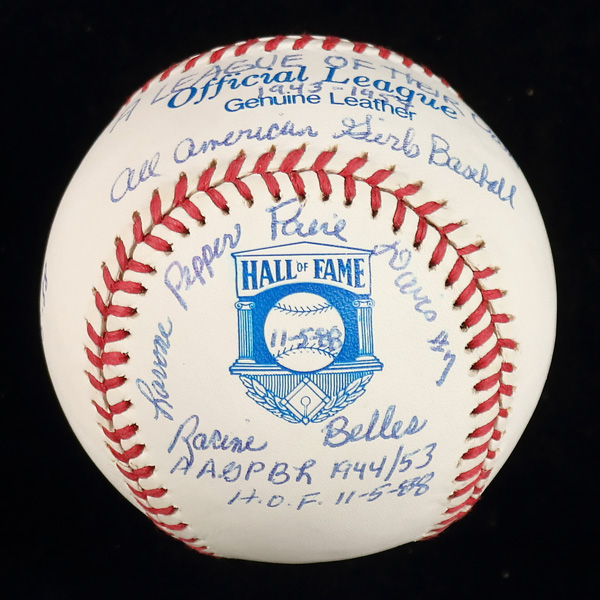 A LEAGUE OF THEIR
1943-1954
Official League
Genuine Leather
All American Girls Baseball
Lavone Pepper Paire Davis #7
HALL OF FAME
11-5-88
Racine Belles
AAGPBL 1944/53
H.O.F. 11-5-88